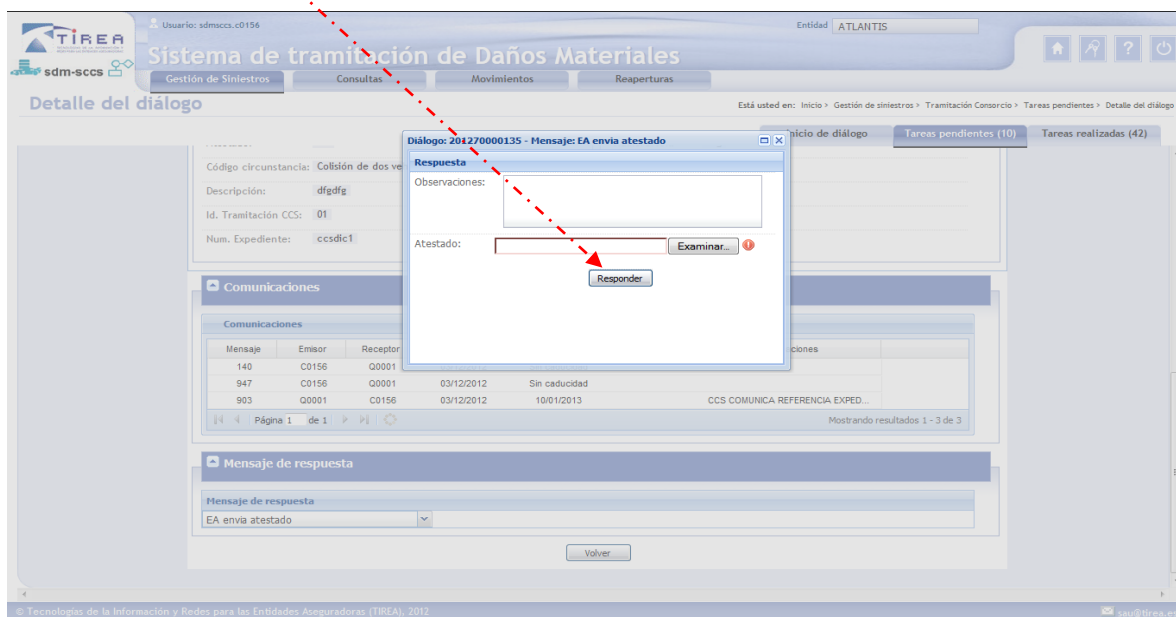 Usuario: sdmsccs.c0156
Entidad ATLANTIS
TIREA
sdm-sccs
Sistema de tramitación de Daños Materiales
Gestión de Siniestros Consultas Movimientos Reaperturas
Detalle del diálogo
Está usted en: Inicio > Gestión de siniestros > Tramitación Consorcio > Tareas pendientes > Detalle del diálogo
nicio de diálogo Tareas pendientes (10) Tareas realizadas (42)
Diálogo: 201270000135 - Mensaje: EA envia atestado
Respuesta
Observaciones:
Atestado: Examinar...
Responder
Código circunstancia: Colisión de dos ve
Descripción: dfgdfg
Id. Tramitación CCS: 01
Num. Expediente: ccsdic1
Comunicaciones
Comunicaciones
Mensaje Emisor Receptor ciones
140 C0156 Q0001
947 C0156 Q0001 03/12/2012 Sin caducidad
903 Q0001 C0156 03/12/2012 10/01/2013 CCS COMUNICA REFERENCIA EXPED...
Página 1 de 1 Mostrando resultados 1 - 3 de 3
Mensaje de respuesta
Mensaje de respuesta
EA envia atestado
Volver
© Tecnologías de la Información y Redes para las Entidades Aseguradoras (TIREA), 2012
sau@tirea.es